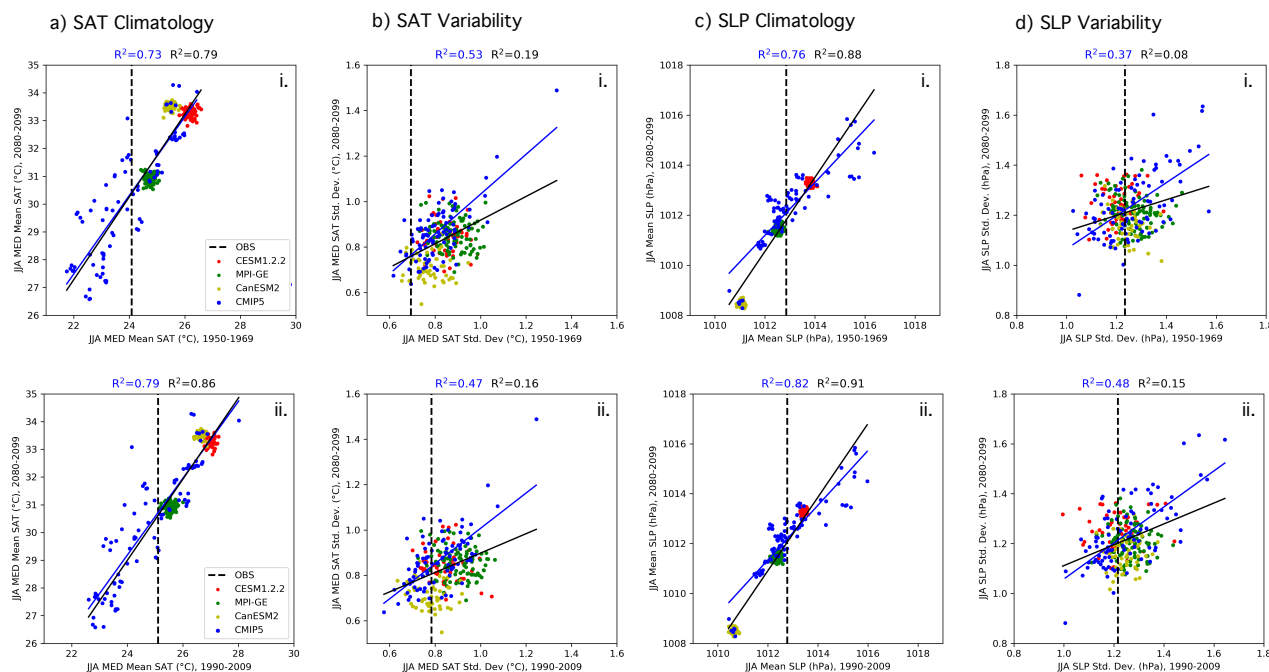 a) SAT Climatology
b) SAT Variability
c) SLP Climatology
d) SLP Variability
R²=0.73 R²=0.79
35
34
33
32
31
30
29
28
27
26
22 24 26 28 30
JJA MED Mean SAT (°C), 2080-2099
JJA MED Mean SAT (°C), 1950-1969
i.
OBS
CESM1.2.2
MPI-GE
CanESM2
CMIP5
R²=0.53 R²=0.19
1.6
1.4
1.2
1.0
0.8
0.6
0.6 0.8 1.0 1.2 1.4 1.6
JJA MED SAT Std. Dev. (°C), 2080-2099
JJA MED SAT Std. Dev (°C), 1950-1969
i.
R²=0.76 R²=0.88
1018
1016
1014
1012
1010
1008
1010 1012 1014 1016 1018
JJA Mean SLP (hPa), 2080-2099
JJA Mean SLP (hPa), 1950-1969
i.
R²=0.37 R²=0.08
1.8
1.6
1.4
1.2
1.0
0.8
0.8 1.0 1.2 1.4 1.6 1.8
JJA SLP Std. Dev. (hPa), 2080-2099
JJA SLP Std. Dev. (hPa), 1950-1969
i.
R²=0.79 R²=0.86
35
34
33
32
31
30
29
28
27
26
22 24 26 28 30
JJA MED Mean SAT (°C), 2080-2099
JJA MED Mean SAT (°C), 1990-2009
ii.
OBS
CESM1.2.2
MPI-GE
CanESM2
CMIP5
R²=0.47 R²=0.16
1.6
1.4
1.2
1.0
0.8
0.6
0.6 0.8 1.0 1.2 1.4 1.6
JJA MED SAT Std. Dev. (°C), 2080-2099
JJA MED SAT Std. Dev (°C), 1990-2009
ii.
R²=0.82 R²=0.91
1018
1016
1014
1012
1010
1008
1010 1012 1014 1016 1018
JJA Mean SLP (hPa), 2080-2099
JJA Mean SLP (hPa), 1990-2009
ii.
R²=0.48 R²=0.15
1.8
1.6
1.4
1.2
1.0
0.8
0.8 1.0 1.2 1.4 1.6 1.8
JJA SLP Std. Dev. (hPa), 2080-2099
JJA SLP Std. Dev. (hPa), 1990-2009
ii.